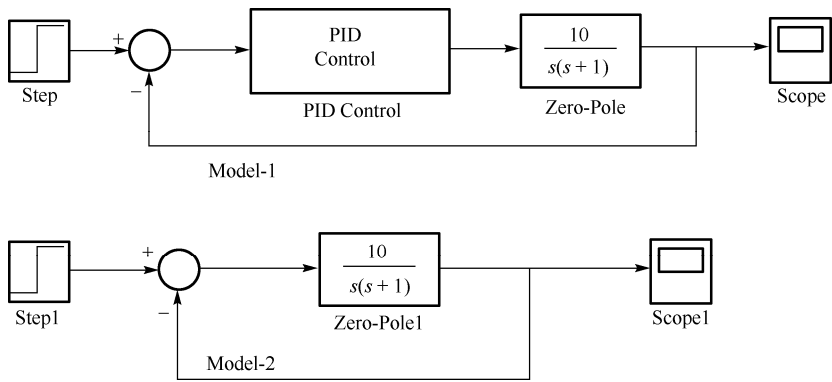 +
PID
Control
10
s(s + 1)
−
Step
PID Control
Zero-Pole
Scope
Model-1
+
10
s(s + 1)
−
Step1
Zero-Pole1
Scope1
Model-2